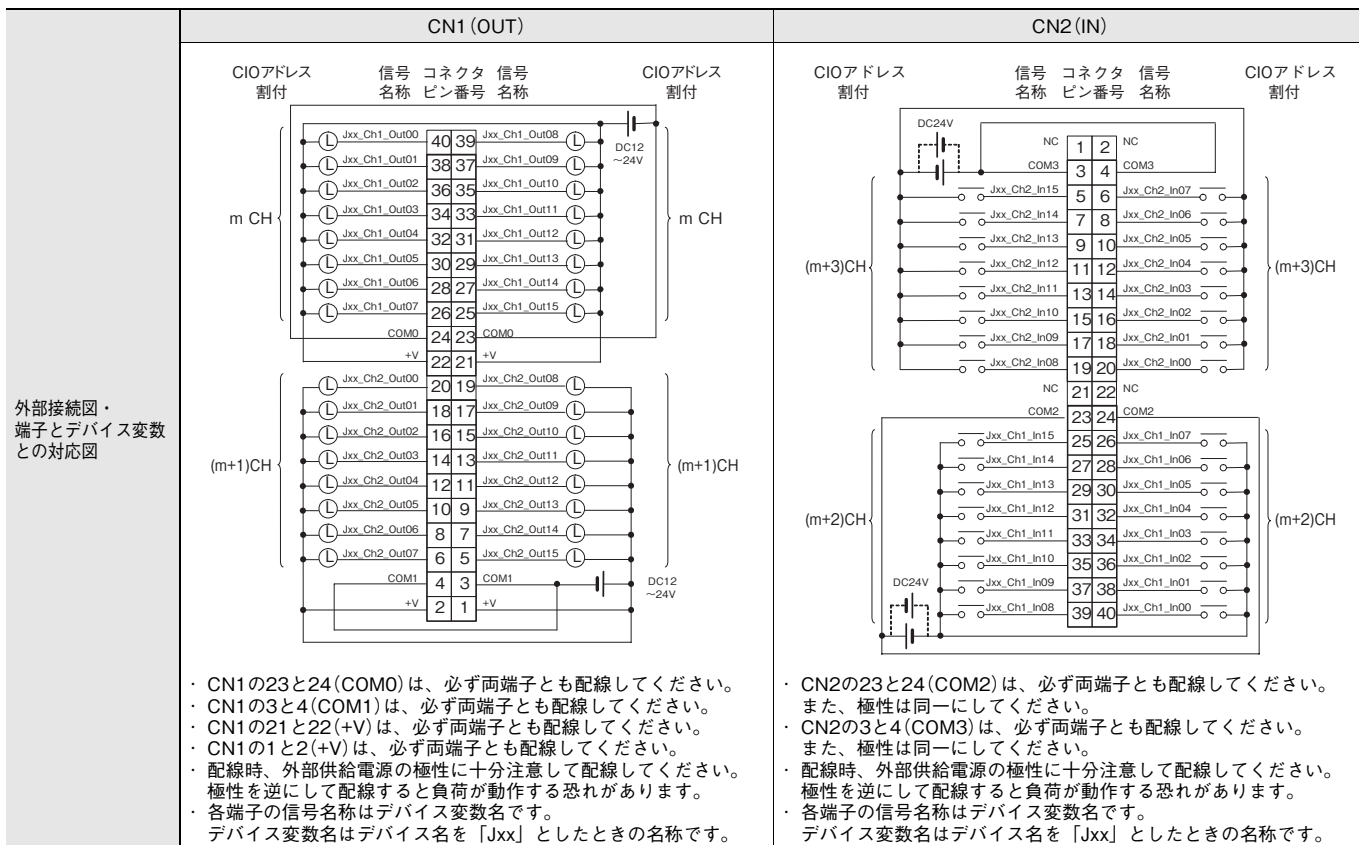 CN1(OUT)
CN2(IN)
外部接続図・
端子とデバイス変数
との対応図
CIOアドレス 信号 コネクタ 信号 CIOアドレス
割付 名称 ピン番号 名称 割付
Jxx_Ch1_Out00 40 39 Jxx_Ch1_Out08
DC12
～24V
Jxx_Ch1_Out01 38 37 Jxx_Ch1_Out09
Jxx_Ch1_Out02 36 35 Jxx_Ch1_Out10
m CH Jxx_Ch1_Out03 34 33 Jxx_Ch1_Out11 m CH
Jxx_Ch1_Out04 32 31 Jxx_Ch1_Out12
Jxx_Ch1_Out05 30 29 Jxx_Ch1_Out13
Jxx_Ch1_Out06 28 27 Jxx_Ch1_Out14
Jxx_Ch1_Out07 26 25 Jxx_Ch1_Out15
COM0 24 23 COM0
+V 22 21 +V
Jxx_Ch2_Out00 20 19 Jxx_Ch2_Out08
Jxx_Ch2_Out01 18 17 Jxx_Ch2_Out09
Jxx_Ch2_Out02 16 15 Jxx_Ch2_Out10
(m+1)CH Jxx_Ch2_Out03 14 13 Jxx_Ch2_Out11 (m+1)CH
Jxx_Ch2_Out04 12 11 Jxx_Ch2_Out12
Jxx_Ch2_Out05 10 9 Jxx_Ch2_Out13
Jxx_Ch2_Out06 8 7 Jxx_Ch2_Out14
Jxx_Ch2_Out07 6 5 Jxx_Ch2_Out15
COM1 4 3 COM1
DC12
～24V
+V 2 1 +V
・ CN1の23と24(COM0)は、必ず両端子とも配線してください。
・ CN1の3と4(COM1)は、必ず両端子とも配線してください。
・ CN1の21と22(+V)は、必ず両端子とも配線してください。
・ CN1の1と2(+V)は、必ず両端子とも配線してください。
・ 配線時、外部供給電源の極性に十分注意して配線してください。
極性を逆にして配線すると負荷が動作する恐れがあります。
・ 各端子の信号名称はデバイス変数名です。
デバイス変数名はデバイス名を「Jxx」としたときの名称です。
CIOアドレス 信号 コネクタ 信号 CIOアドレス
割付 名称 ピン番号 名称 割付
DC24V
NC 1 2 NC
COM3 3 4 COM3
Jxx_Ch2_In15 5 6 Jxx_Ch2_In07
Jxx_Ch2_In14 7 8 Jxx_Ch2_In06
Jxx_Ch2_In13 9 10 Jxx_Ch2_In05
(m+3)CH Jxx_Ch2_In12 11 12 Jxx_Ch2_In04 (m+3)CH
Jxx_Ch2_In11 13 14 Jxx_Ch2_In03
Jxx_Ch2_In10 15 16 Jxx_Ch2_In02
Jxx_Ch2_In09 17 18 Jxx_Ch2_In01
Jxx_Ch2_In08 19 20 Jxx_Ch2_In00
NC 21 22 NC
COM2 23 24 COM2
Jxx_Ch1_In15 25 26 Jxx_Ch1_In07
Jxx_Ch1_In14 27 28 Jxx_Ch1_In06
Jxx_Ch1_In13 29 30 Jxx_Ch1_In05
(m+2)CH Jxx_Ch1_In12 31 32 Jxx_Ch1_In04 (m+2)CH
Jxx_Ch1_In11 33 34 Jxx_Ch1_In03
Jxx_Ch1_In10 35 36 Jxx_Ch1_In02
DC24V Jxx_Ch1_In09 37 38 Jxx_Ch1_In01
Jxx_Ch1_In08 39 40 Jxx_Ch1_In00
・ CN2の23と24(COM2)は、必ず両端子とも配線してください。
また、極性は同一にしてください。
・ CN2の3と4(COM3)は、必ず両端子とも配線してください。
また、極性は同一にしてください。
・ 配線時、外部供給電源の極性に十分注意して配線してください。
極性を逆にして配線すると負荷が動作する恐れがあります。
・ 各端子の信号名称はデバイス変数名です。
デバイス変数名はデバイス名を「Jxx」としたときの名称です。